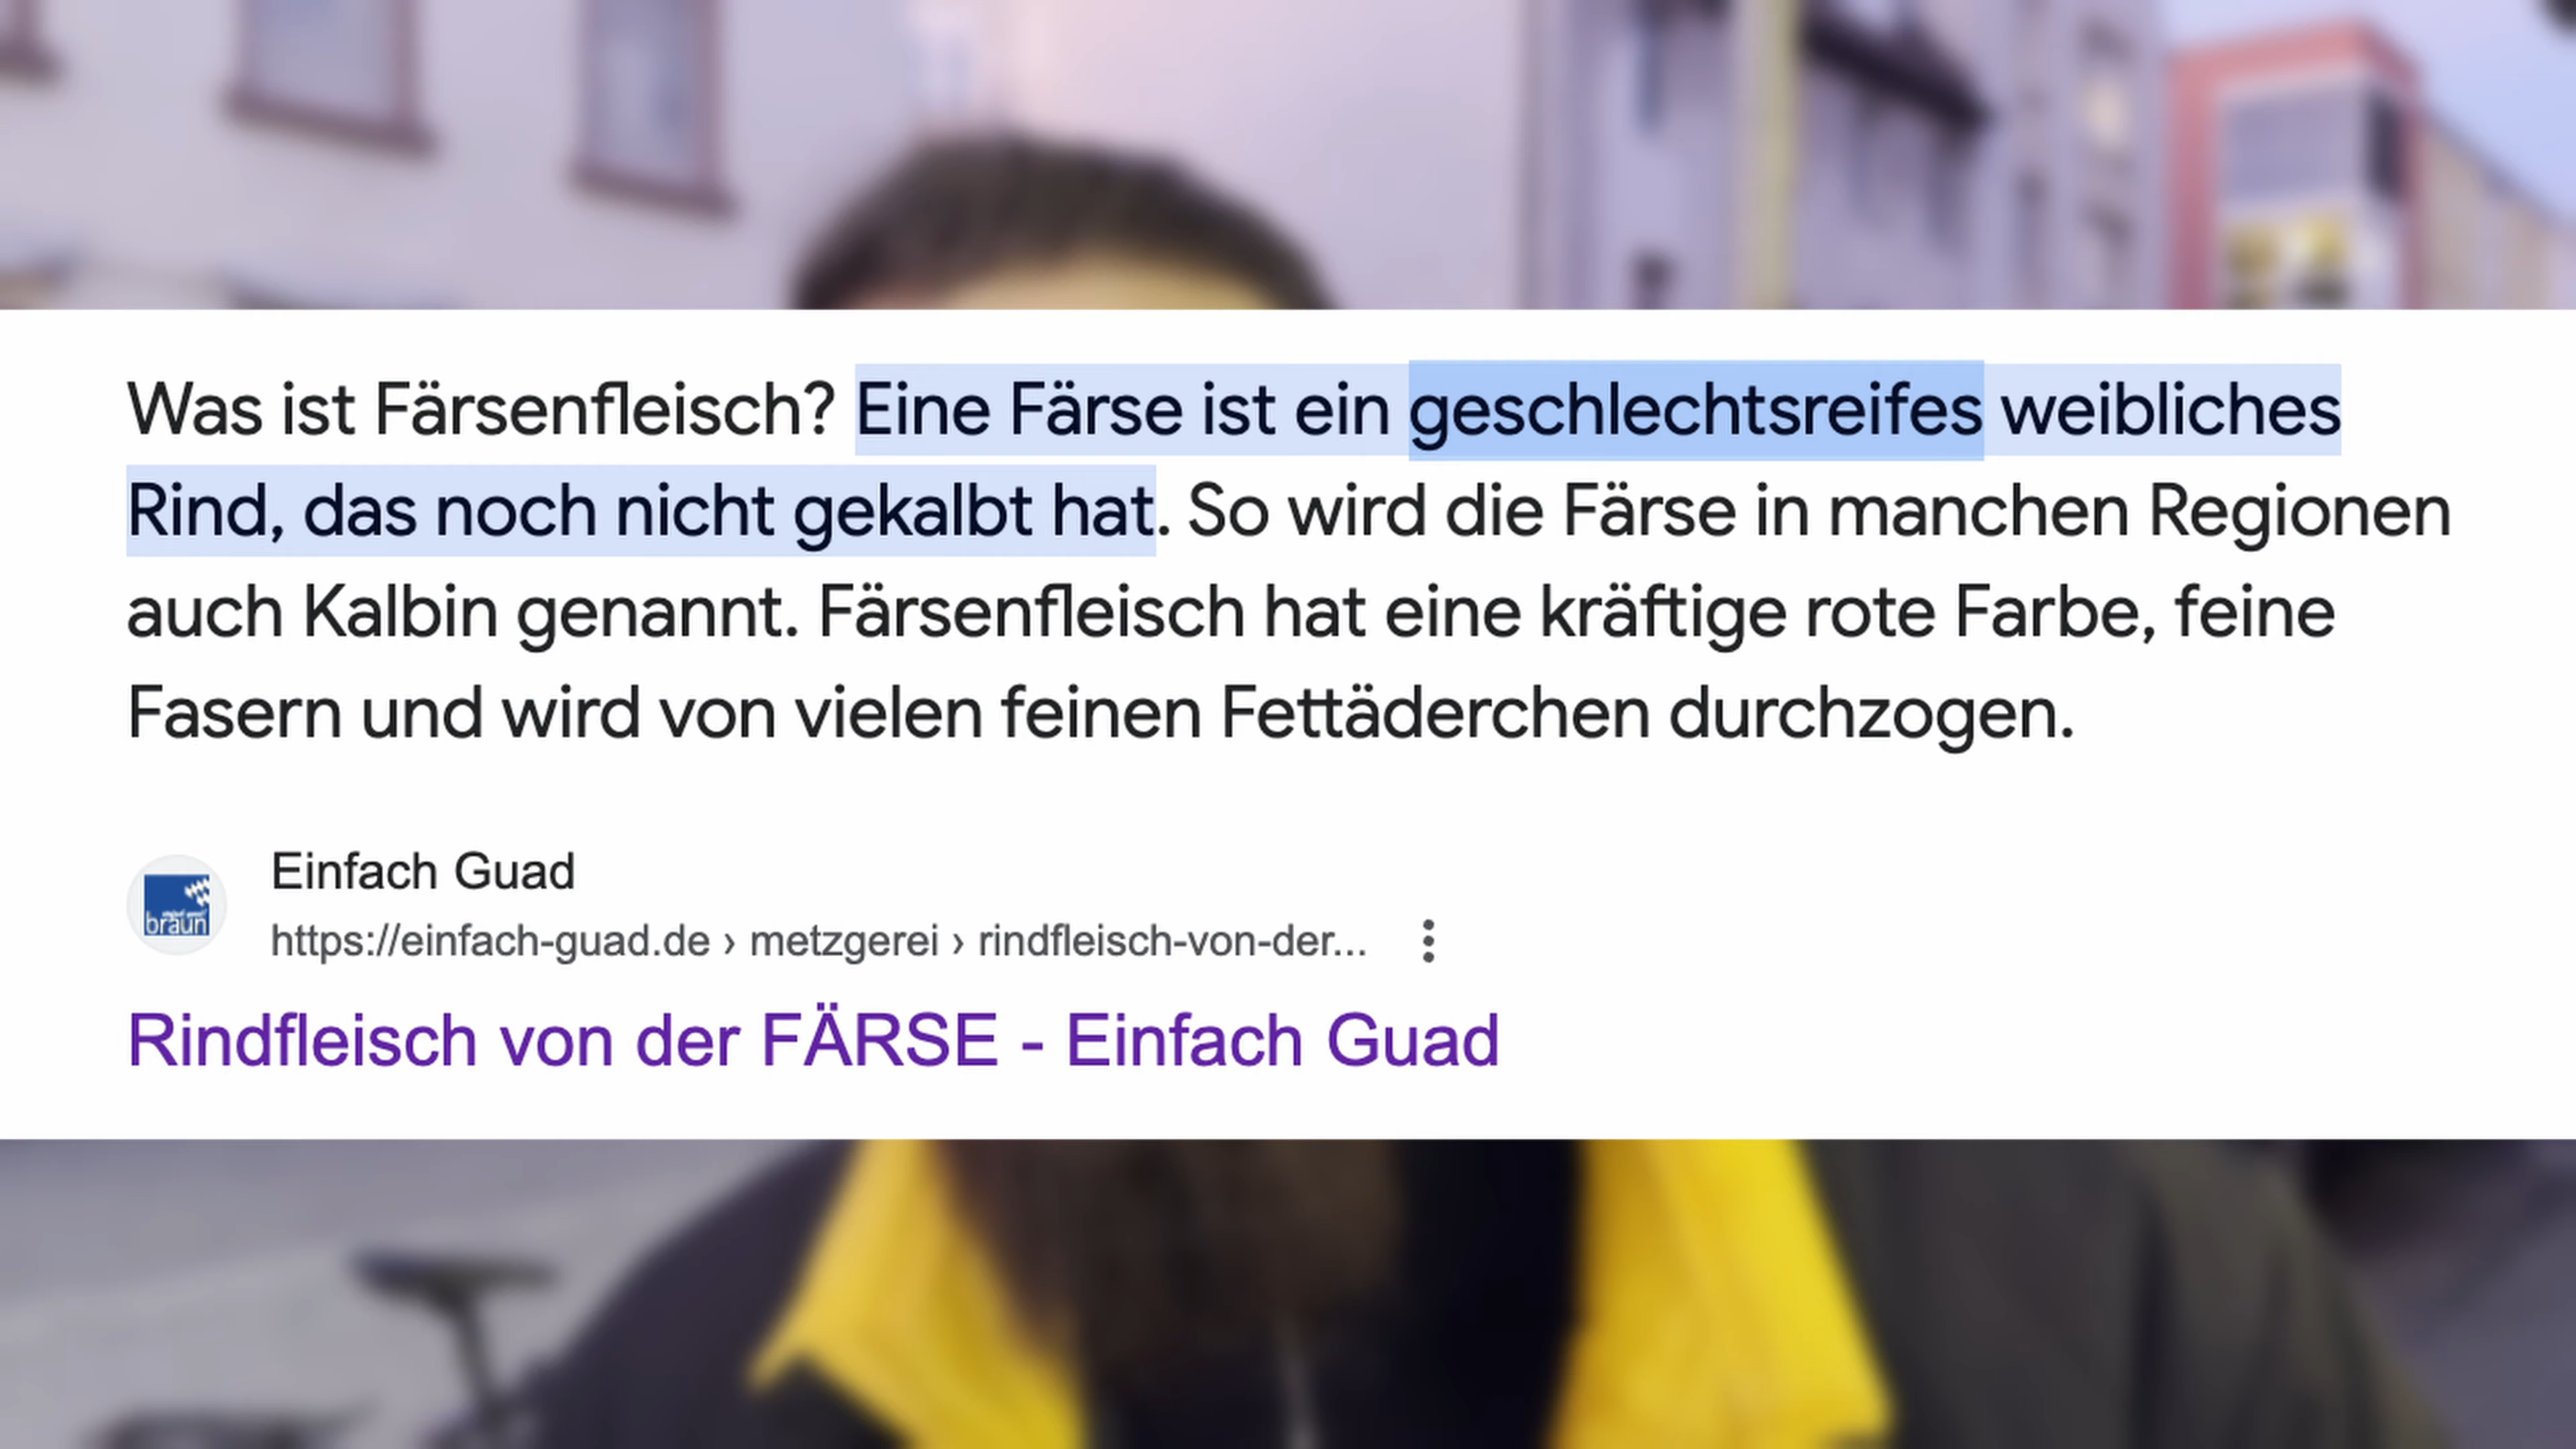 Was ist Färsenfleisch? Eine Färse ist ein geschlechtsreifes weibliches
Rind, das noch nicht gekalbt hat. So wird die Färse in manchen Regionen
auch Kalbin genannt. Färsenfleisch hat eine kräftige rote Farbe, feine
Fasern und wird von vielen feinen Fettäderchen durchzogen.
braun
Einfach Guad
https://einfach-guad.de › metzgerei › rindfleisch-von-der...
Rindfleisch von der FÄRSE - Einfach Guad